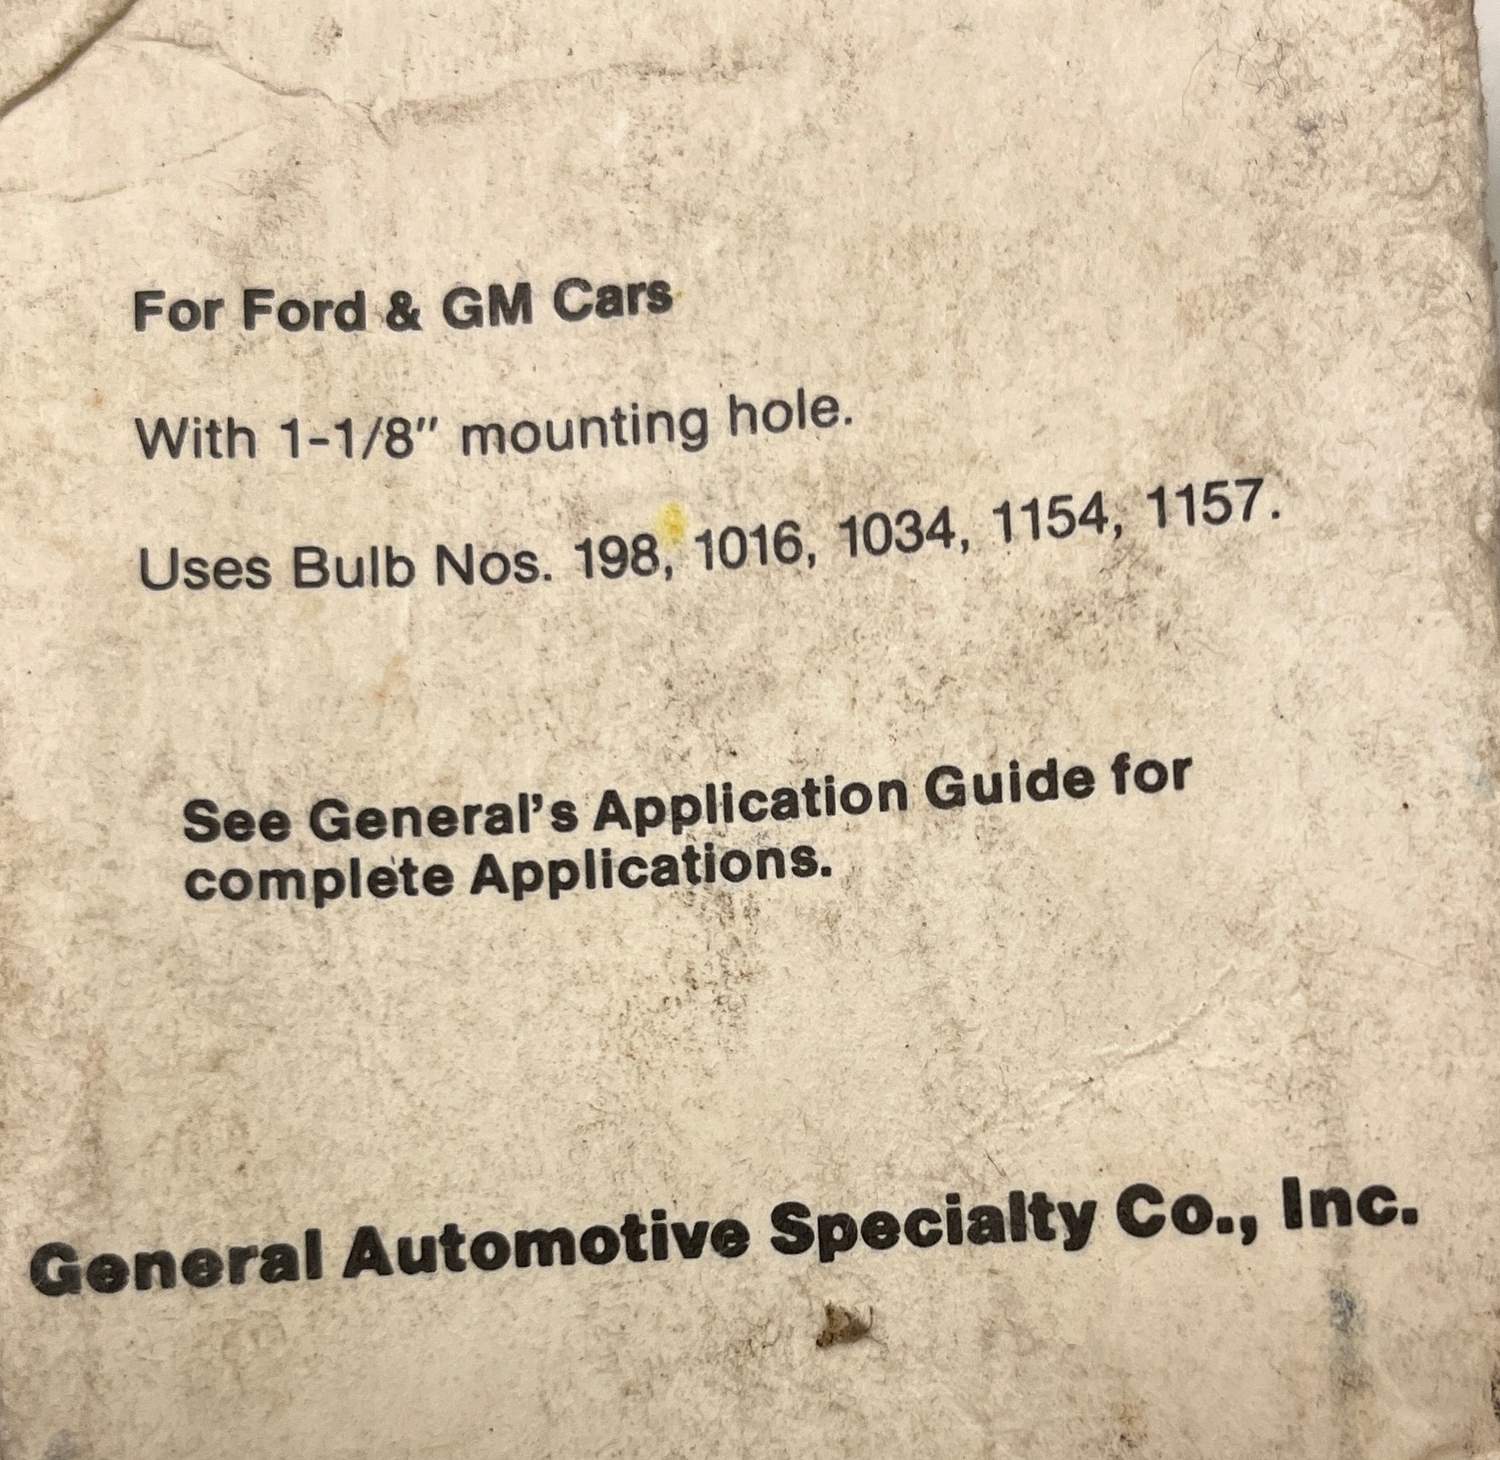 For Ford & GM Cars
With 1-1/8" mounting hole.
Uses Bulb Nos. 198, 1016, 1034, 1154, 1157.
See General's Application Guide for
complete Applications.
General Automotive Specialty Co., Inc.